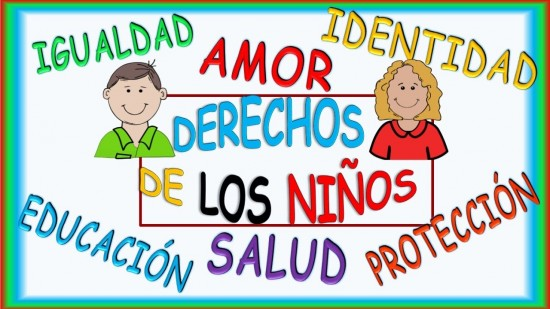 IGUALDAD
AMOR
IDENTIDAD
DERECHOS
DE LOS NIÑOS
EDUCACIÓN
SALUD
PROTECCIÓN